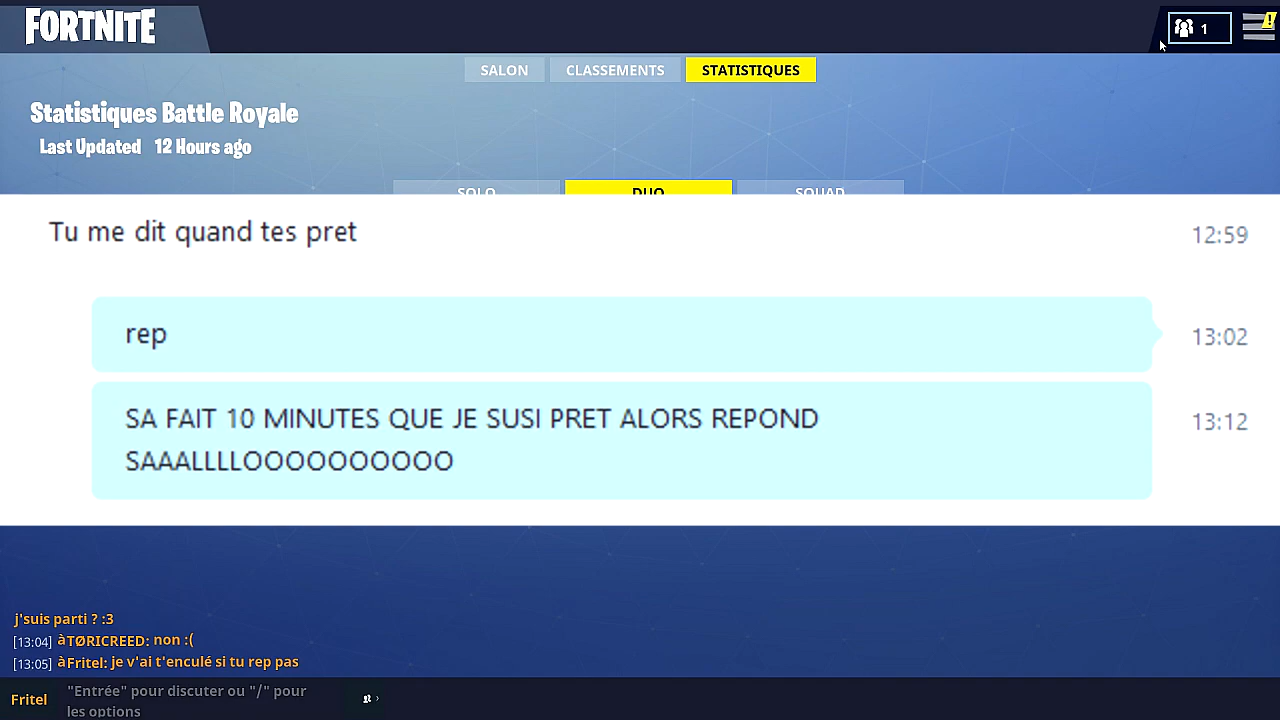 FORTNITE
1
SALON CLASSEMENTS STATISTIQUES
Statistiques Battle Royale
Last Updated 12 Hours ago
SOLO DUO SQUAD
Tu me dit quand tes pret 12:59
rep 13:02
SA FAIT 10 MINUTES QUE JE SUSI PRET ALORS REPOND 13:12
SAAALLLLOOOOOOOOOO
j'suis parti ? :3
[13:04] àTØRICREED: non :(
[13:05] àFritel: je v'ai t'enculé si tu rep pas
Fritel "Entrée" pour discuter ou "/" pour
les options